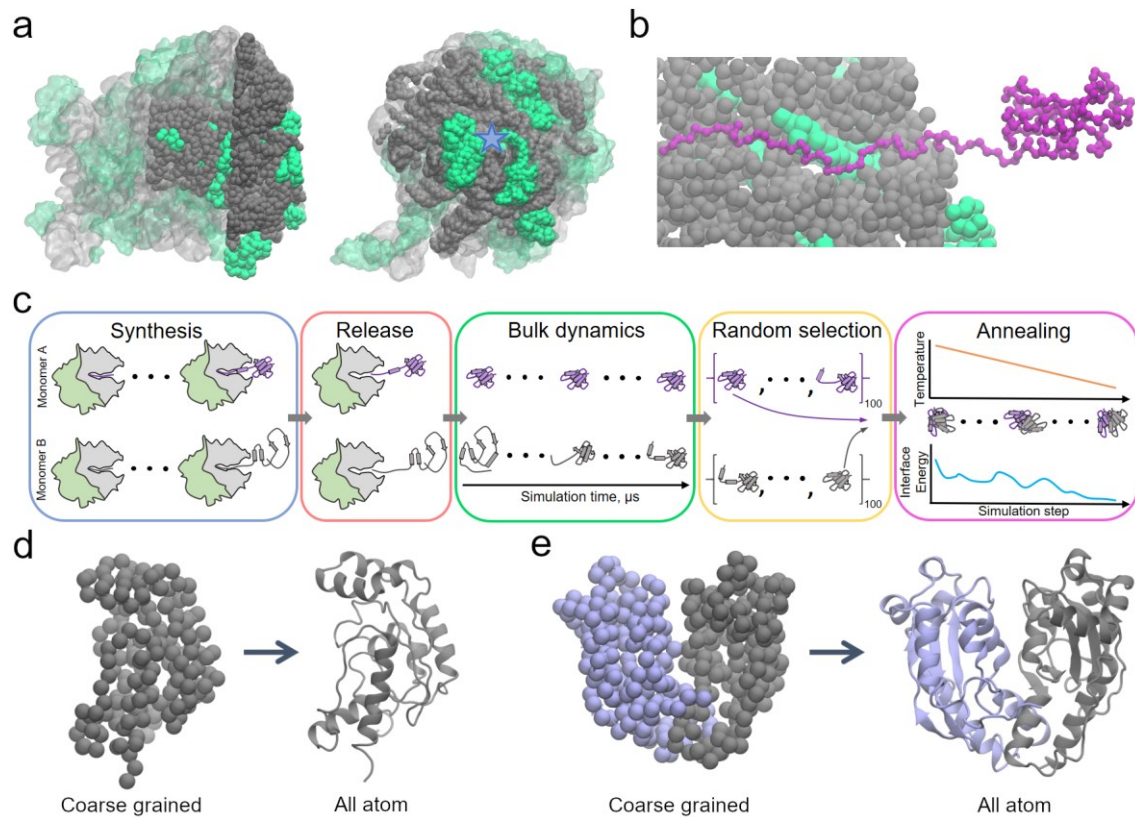 a
b
c
Synthesis
Release
Bulk dynamics
Random selection
Annealing
Monomer A
Monomer B
Simulation time, μs
100
100
Temperature
Interface
Energy
Simulation step
d
e
Coarse grained
All atom
Coarse grained
All atom